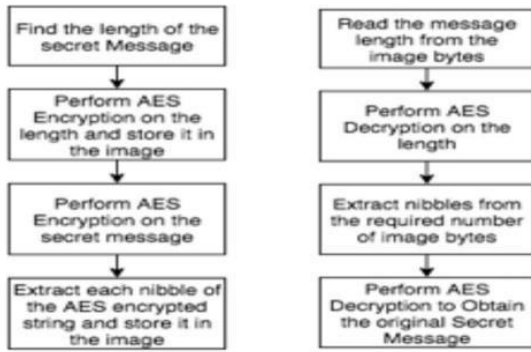 Find the length of the
secret Message
Perform AES
Encryption on the
length and store it in
the image
Perform AES
Encryption on the
secret message
Extract each nibble of
the AES encrypted
string and store it in
the image
Read the message
length from the
image bytes
Perform AES
Decryption on the
length
Extract nibbles from
the required number
of image bytes
Perform AES
Decryption to Obtain
the original Secret
Message